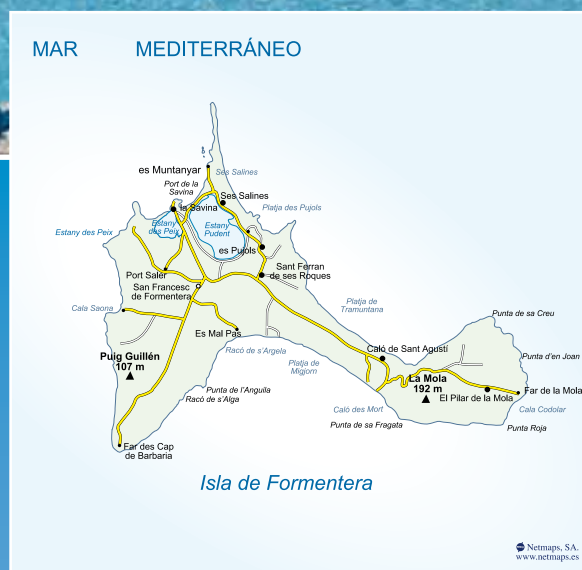 MAR MEDITERRÁNEO
es Muntanyar
Ses Salines
Port de la
Savina
Ses Salines
la Savina
Platja des Pujols
Estany
des Peix
Estany
Pudent
Estany des Peix
es Pujols
Port Saler
Sant Ferran
de ses Roques
San Francesc
de Formentera
Cala Saona
Platja de
Tramuntana
Punta de sa Creu
Es Mal Pas
Racó de s'Argela
Caló de Sant Agustí
Puig Guillén
107 m
Platja de
Migjorn
Punta d'en Joan
La Mola
192 m
Punta de l'Anguila
Racó de s'Alga
El Pilar de la Mola
Far de la Mola
Caló des Mort
Cala Codolar
Punta de sa Fragata
Punta Roja
Far des Cap
de Barbaria
Isla de Formentera
Netmaps, SA.
www.netmaps.es